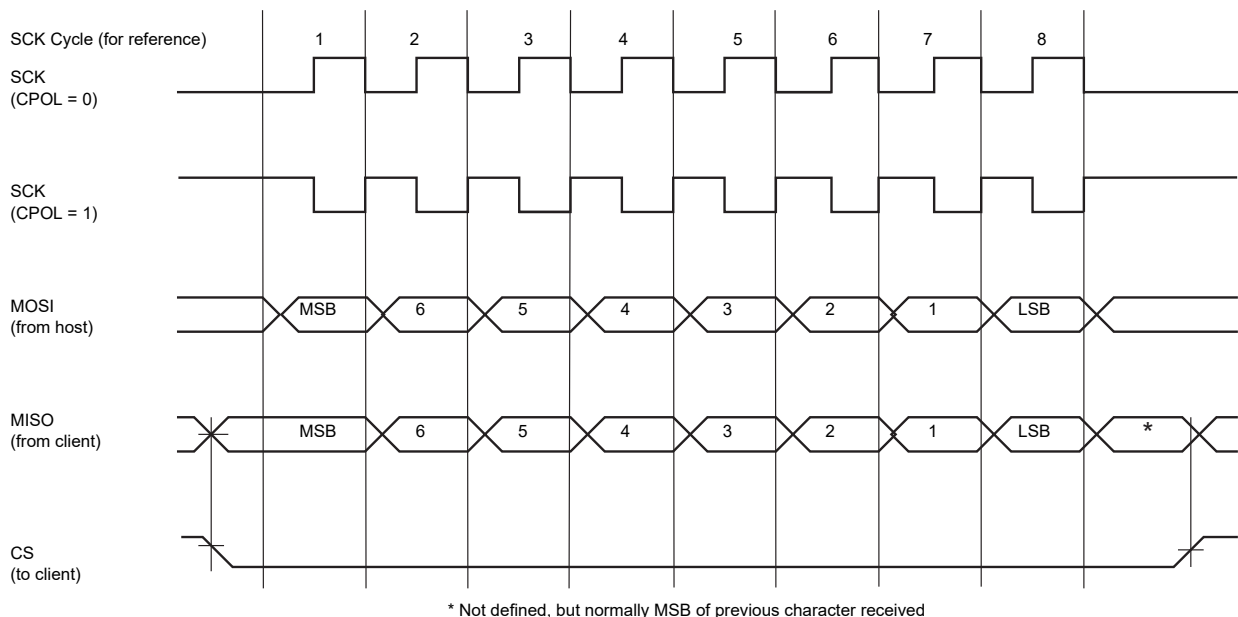 SCK Cycle (for reference) 1 2 3 4 5 6 7 8
SCK
(CPOL = 0)
SCK
(CPOL = 1)
MOSI
(from host)
MSB 6 5 4 3 2 1 LSB
MISO
(from client)
MSB 6 5 4 3 2 1 LSB *
CS
(to client)
* Not defined, but normally MSB of previous character received